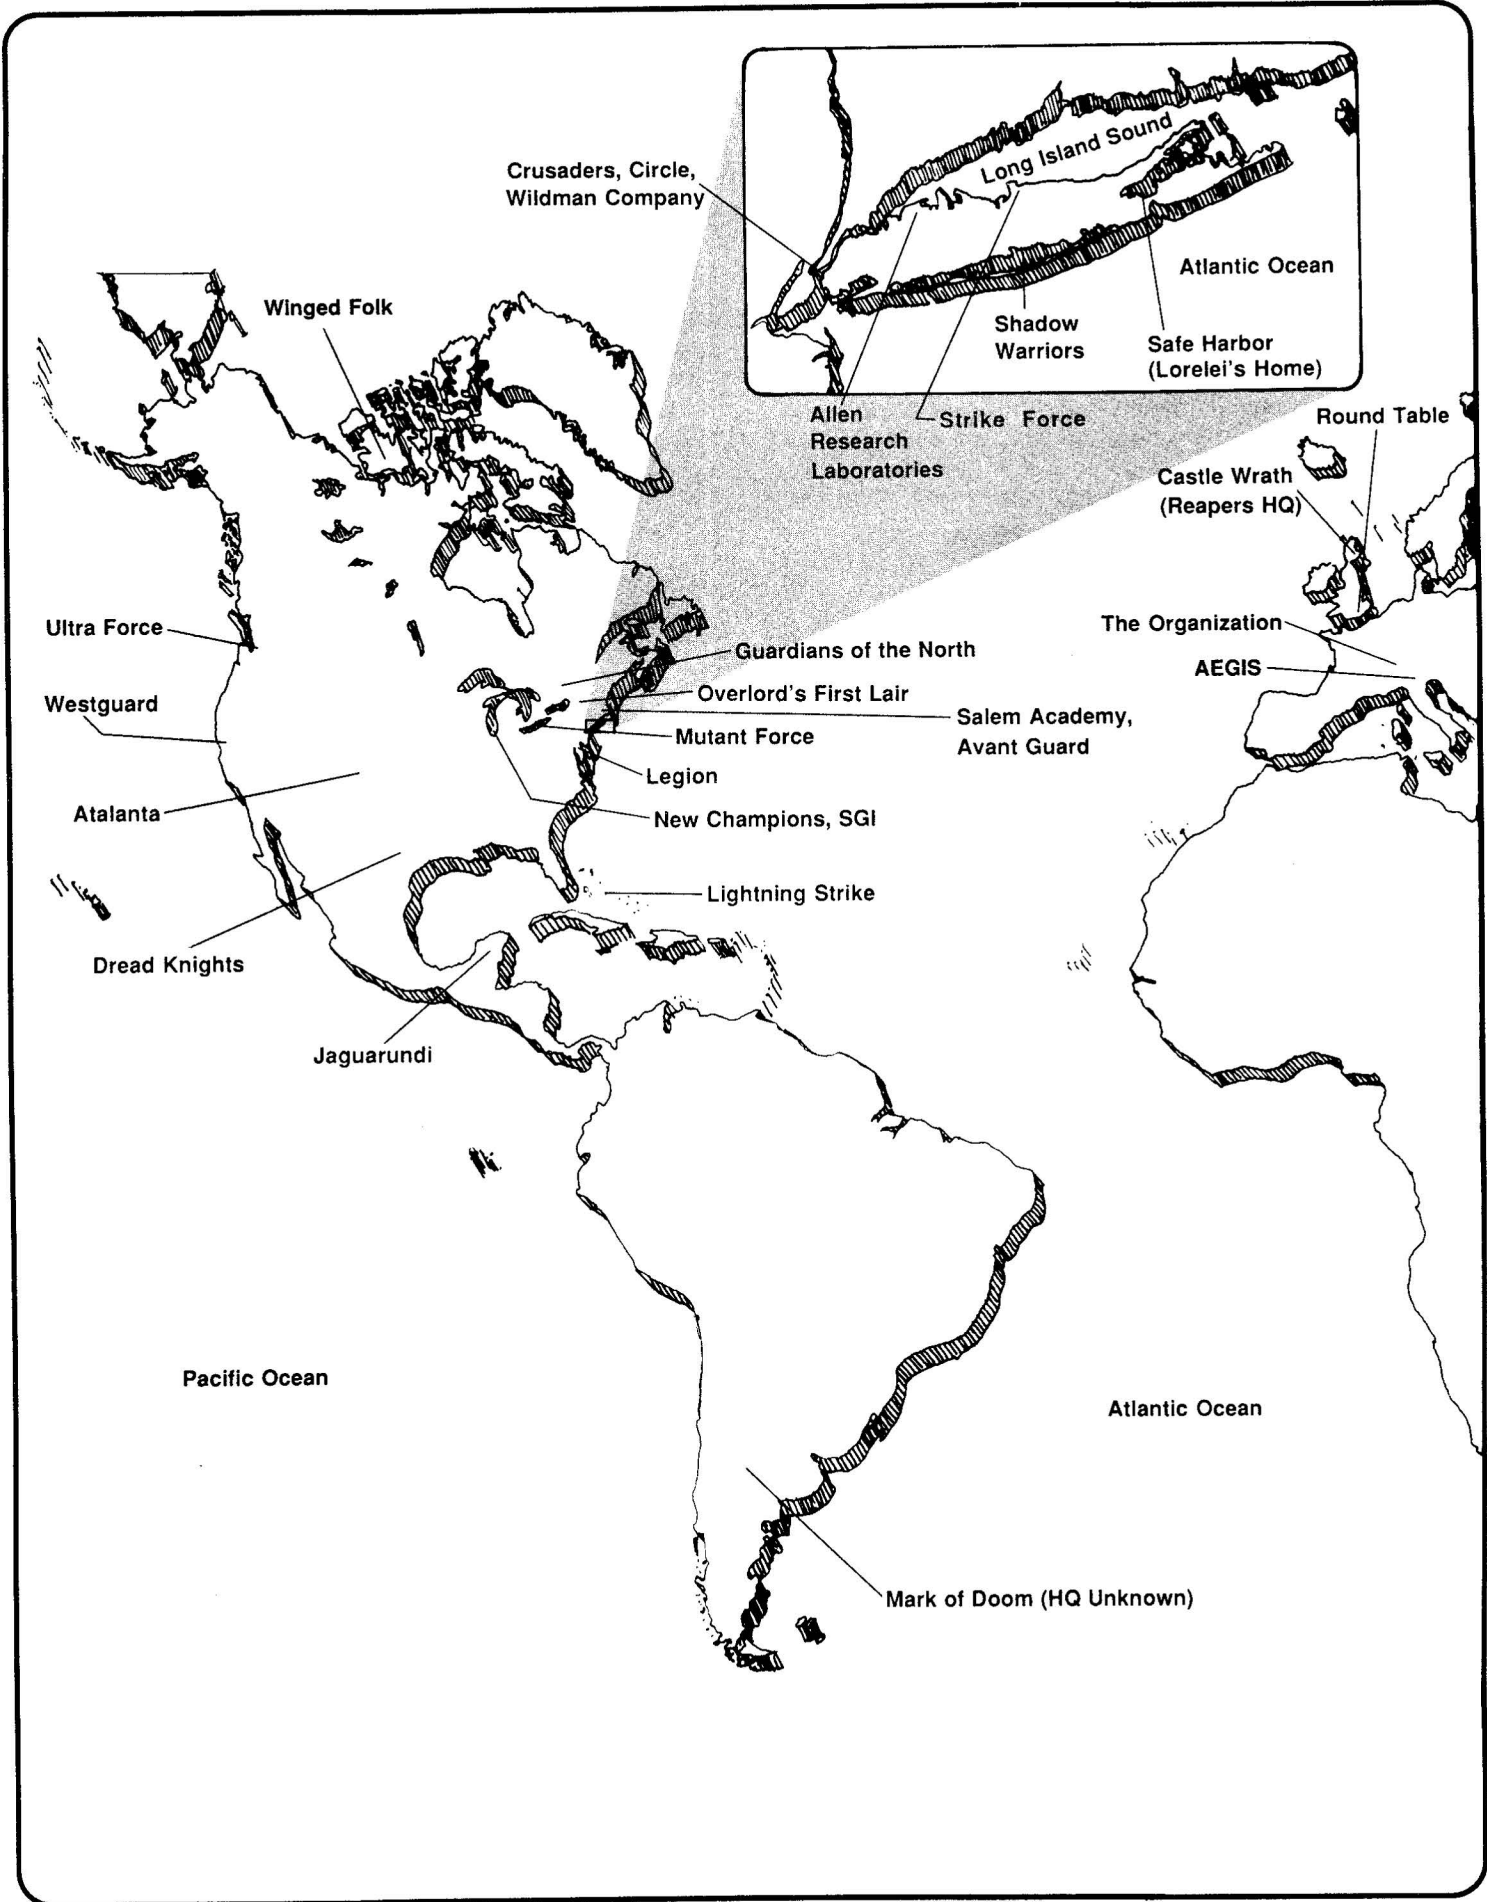 Long Island Sound
Crusaders, Circle,
Wildman Company
Atlantic Ocean
Shadow
Warriors
Safe Harbor
(Lorelei's Home)
Allen
Research
Laboratories
Strike Force
Winged Folk
Round Table
Castle Wrath
(Reapers HQ)
Ultra Force
The Organization
Guardians of the North
AEGIS
Overlord's First Lair
Westguard
Salem Academy,
Avant Guard
Mutant Force
Legion
Atalanta
New Champions, SGI
Lightning Strike
Dread Knights
Jaguarundi
Pacific Ocean
Atlantic Ocean
Mark of Doom (HQ Unknown)